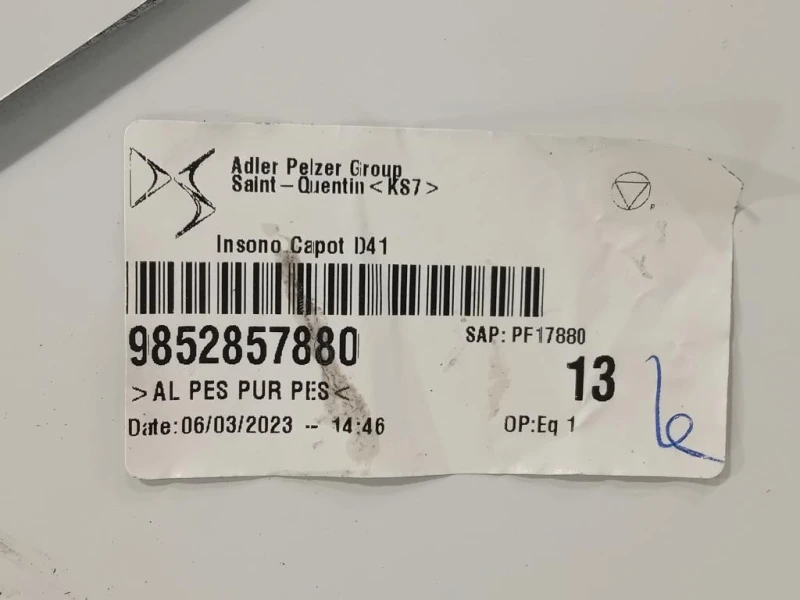 DS
Adler Pelzer Group
Saint-Quentin <KS7>
Insono Capot D41
9852857880
SAP: PF17880
>AL PES PUR PES<
13
Date:06/03/2023 -- 14:46
OP:Eq 1